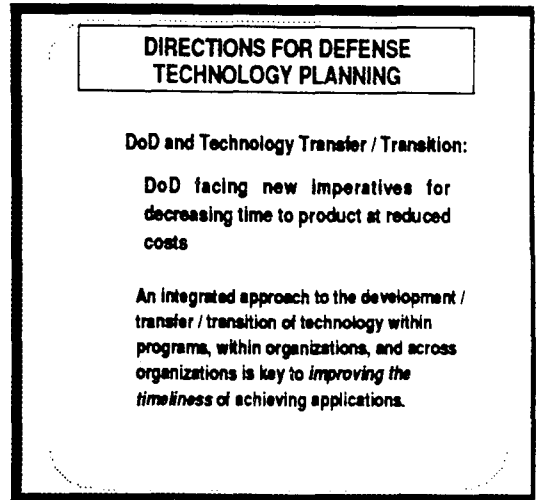 DIRECTIONS FOR DEFENSE
TECHNOLOGY PLANNING
DoD and Technology Transfer / Transition:
DoD facing new imperatives for
decreasing time to product at reduced
costs
An integrated approach to the development /
transfer / transition of technology within
programs, within organizations, and across
organizations is key to improving the
timeliness of achieving applications.